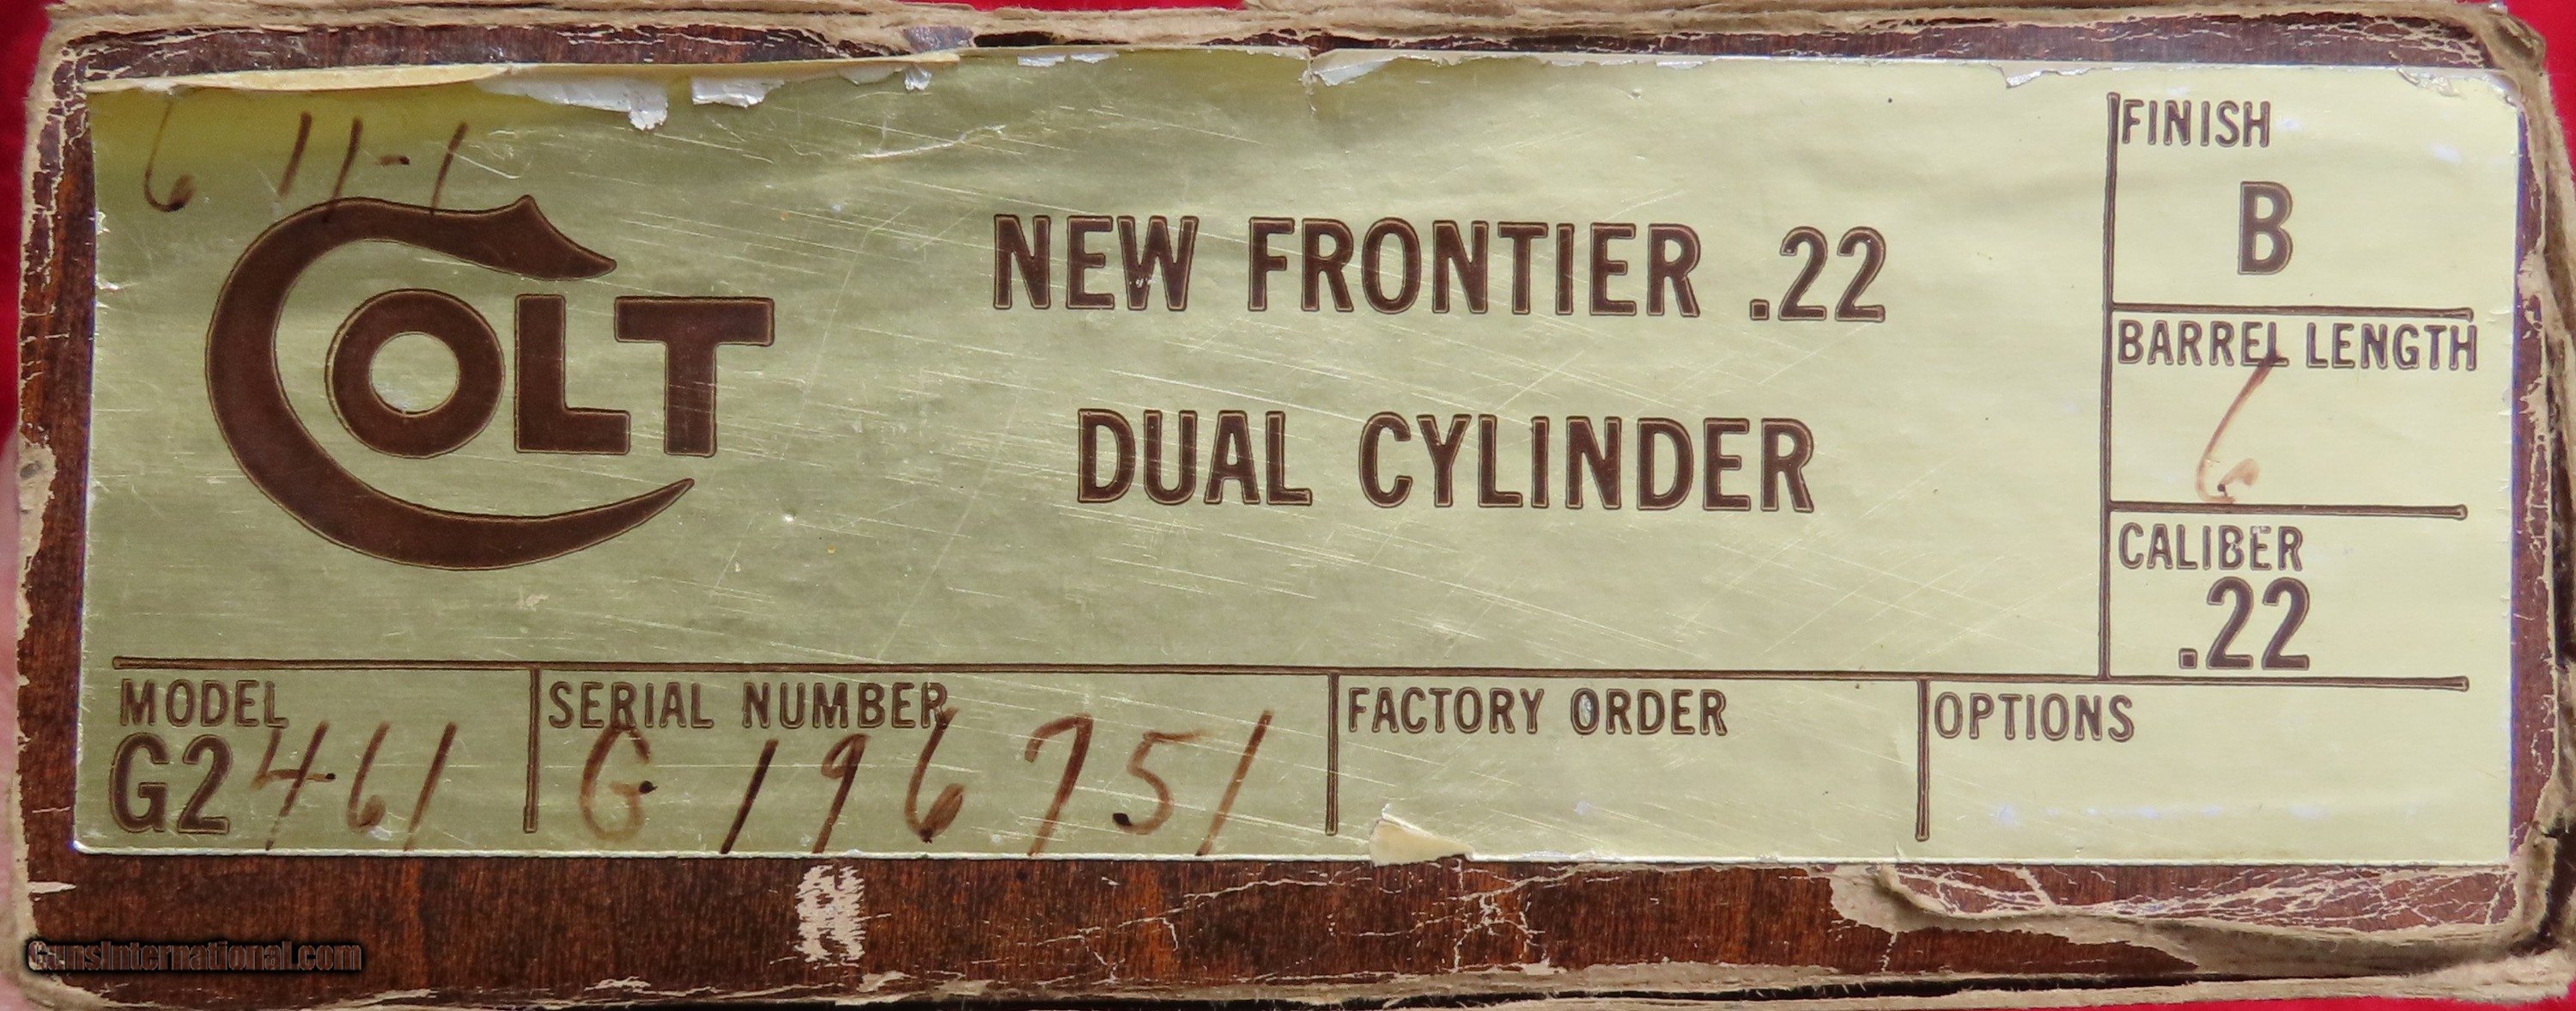 6 11-1
COLT
NEW FRONTIER .22
DUAL CYLINDER
FINISH
B
BARREL LENGTH
6
CALIBER
.22
MODEL
G2461
SERIAL NUMBER
G196751
FACTORY ORDER
OPTIONS
GunsInternational.com